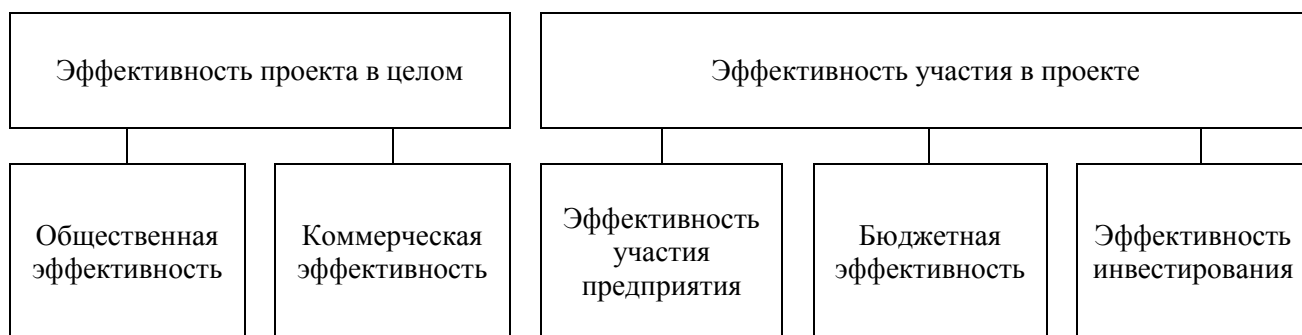 Эффективность проекта в целом
Эффективность участия в проекте
Общественная
эффективность
Коммерческая
эффективность
Эффективность
участия
предприятия
Бюджетная
эффективность
Эффективность
инвестирования